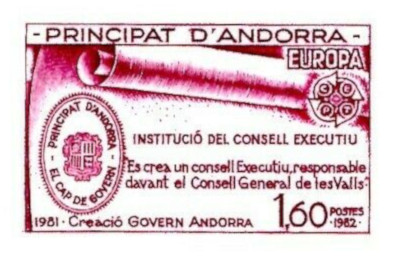 - PRINCIPAT D'ANDORRA -
EUROPA
PRINCIPAT D'ANDORRA - EL CAP DE GOVERN -
INSTITUCIÓ DEL CONSELL EXECUTIU
"Es crea un consell Executiu, responsable
davant el Consell General de les Valls"
1981 · Creació GOVERN ANDORRA
1,60 POSTES
·1982·